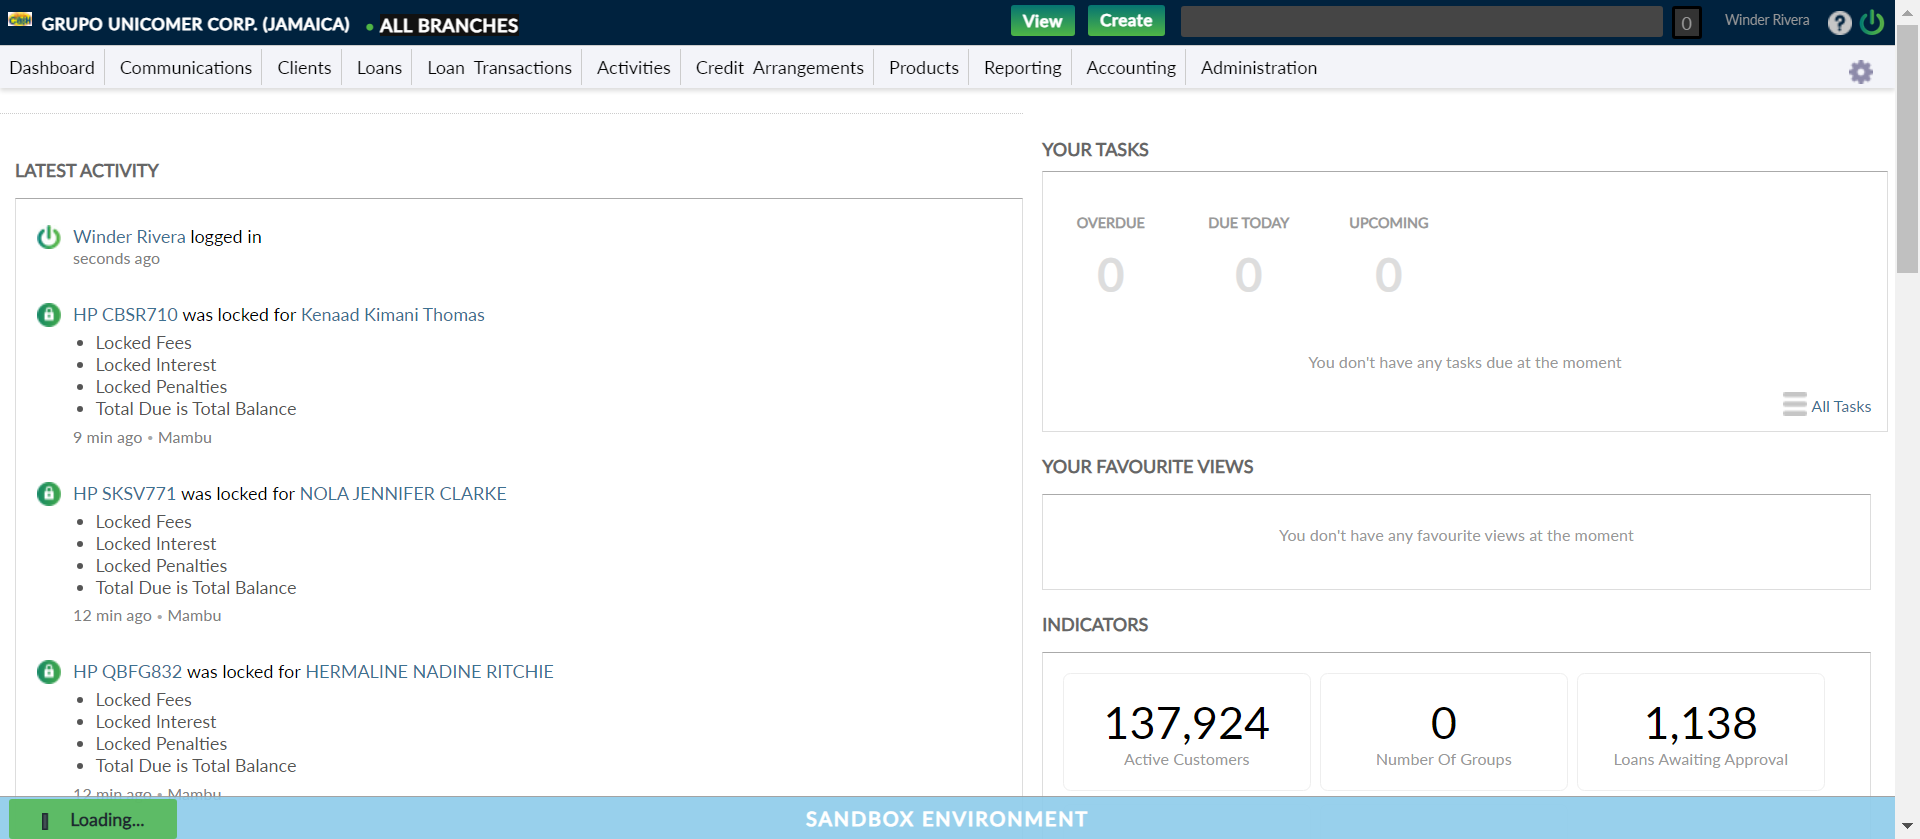 GRUPO UNICOMER CORP. (JAMAICA) • ALL BRANCHES
View Create 0 Winder Rivera ?
Dashboard Communications Clients Loans Loan Transactions Activities Credit Arrangements Products Reporting Accounting Administration
LATEST ACTIVITY
Winder Rivera logged in
seconds ago
HP CBSR710 was locked for Kenaad Kimani Thomas
• Locked Fees
• Locked Interest
• Locked Penalties
• Total Due is Total Balance
9 min ago • Mambu
HP SKSV771 was locked for NOLA JENNIFER CLARKE
• Locked Fees
• Locked Interest
• Locked Penalties
• Total Due is Total Balance
12 min ago • Mambu
HP QBFG832 was locked for HERMALINE NADINE RITCHIE
• Locked Fees
• Locked Interest
• Locked Penalties
• Total Due is Total Balance
12 min ago • Mambu
YOUR TASKS
OVERDUE DUE TODAY UPCOMING
0 0 0
You don't have any tasks due at the moment
All Tasks
YOUR FAVOURITE VIEWS
You don't have any favourite views at the moment
INDICATORS
137,924 0 1,138
Active Customers Number Of Groups Loans Awaiting Approval
Loading... SANDBOX ENVIRONMENT